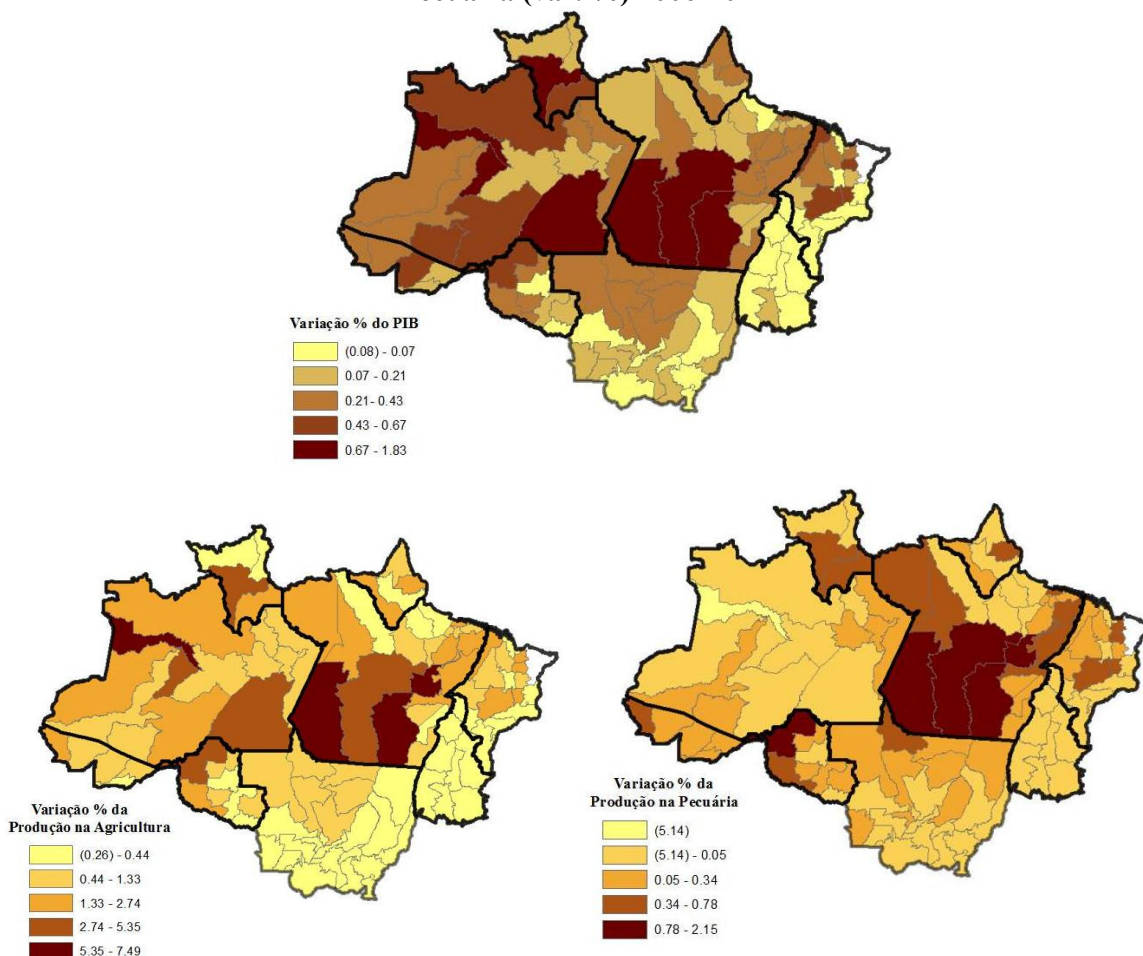 Variação % do PIB
(0.08) - 0.07
0.07 - 0.21
0.21 - 0.43
0.43 - 0.67
0.67 - 1.83
Variação % da
Produção na Agricultura
(0.26) - 0.44
0.44 - 1.33
1.33 - 2.74
2.74 - 5.35
5.35 - 7.49
Variação % da
Produção na Pecuária
(5.14)
(5.14) - 0.05
0.05 - 0.34
0.34 - 0.78
0.78 - 2.15